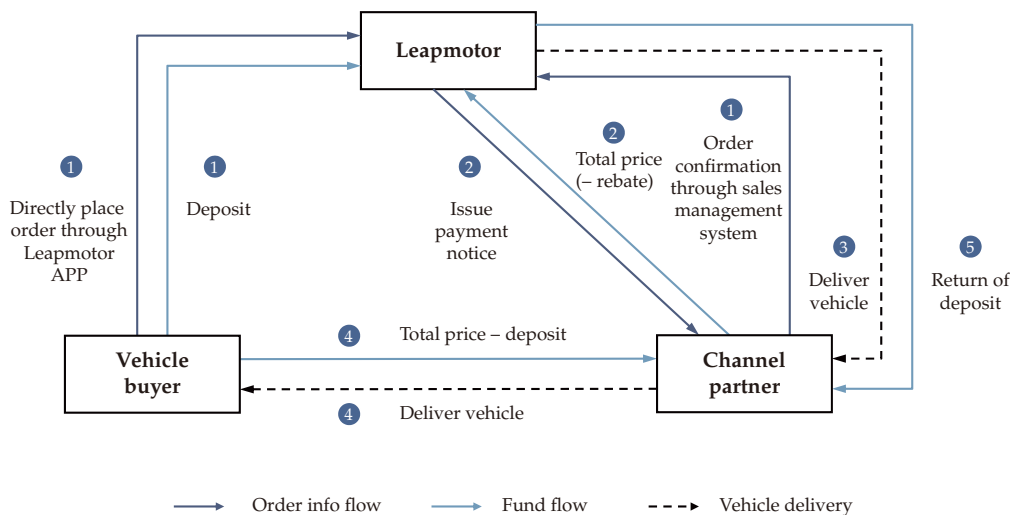 Leapmotor
1
Directly place
order through
Leapmotor
APP
1
Deposit
2
Issue
payment
notice
2
Total price
(– rebate)
1
Order
confirmation
through sales
management
system
3
Deliver
vehicle
5
Return of
deposit
Vehicle
buyer
4
Total price – deposit
4
Deliver vehicle
Channel
partner
Order info flow
Fund flow
Vehicle delivery